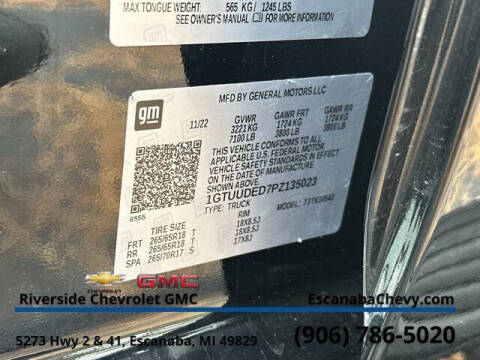 MAX TONGUE WEIGHT: 565 KG / 1245 LBS
SEE OWNER'S MANUAL FOR MORE INFORMATION
gm
MFD BY GENERAL MOTORS LLC
11/22
GVWR GAWR FRT GAWR RR
3221 KG 1724 KG 1724 KG
7100 LB 3800 LB 3800 LB
THIS VEHICLE CONFORMS TO ALL
APPLICABLE U.S. FEDERAL MOTOR
VEHICLE SAFETY STANDARDS IN
EFFECT ON THE DATE OF
MANUFACTURE SHOWN ABOVE.
1GTUUDED7PZ135023
TYPE: TRUCK MODEL:
8555
TIRE SIZE RIM
FRT 265/65R18 T 18X8.5J
RR 265/65R18 T 18X8.5J
SPA 265/70R17 S 17X8J
CHEVROLET GMC
Riverside Chevrolet GMC EscanabaChevy.com
5273 Hwy 2 & 41, Escanaba, MI 49829 (906) 786-5020